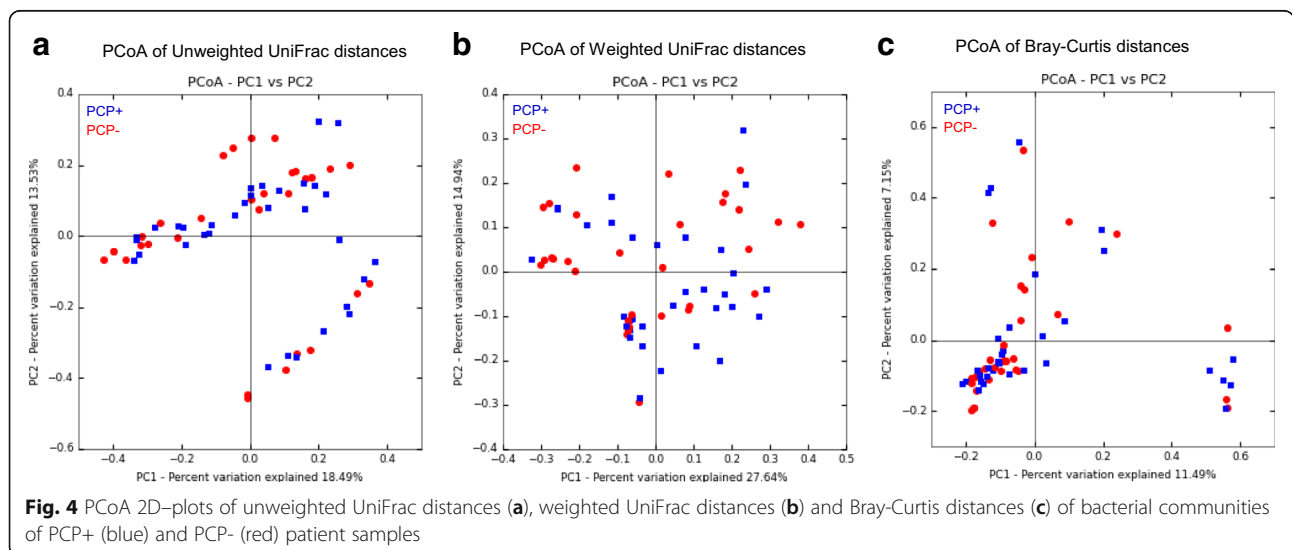 a PCoA of Unweighted UniFrac distances
PCoA - PC1 vs PC2
PCP+
PCP-
0.4
0.2
0.0
−0.2
−0.4
−0.6
PC2 - Percent variation explained 13.53%
−0.4 −0.2 0.0 0.2 0.4
PC1 - Percent variation explained 18.49%
b PCoA of Weighted UniFrac distances
PCoA - PC1 vs PC2
PCP+
PCP-
0.4
0.3
0.2
0.1
0.0
−0.1
−0.2
−0.3
−0.4
PC2 - Percent variation explained 14.94%
−0.4 −0.3 −0.2 −0.1 0.0 0.1 0.2 0.3 0.4 0.5
PC1 - Percent variation explained 27.64%
c PCoA of Bray-Curtis distances
PCoA - PC1 vs PC2
PCP+
PCP-
0.6
0.4
0.2
0.0
−0.2
PC2 - Percent variation explained 7.15%
−0.2 0.0 0.2 0.4 0.6
PC1 - Percent variation explained 11.49%
Fig. 4 PCoA 2D–plots of unweighted UniFrac distances (a), weighted UniFrac distances (b) and Bray-Curtis distances (c) of bacterial communities
of PCP+ (blue) and PCP- (red) patient samples